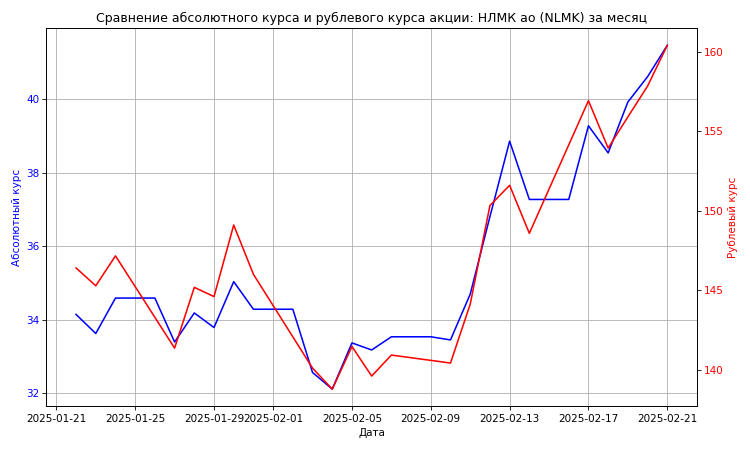 Сравнение абсолютного курса и рублевого курса акции: НЛМК ао (NLMK) за месяц
Абсолютный курс
40
38
36
34
32
160
155
150
145
140
Рублевый курс
2025-01-21 2025-01-25 2025-01-29 2025-02-01 2025-02-05 2025-02-09 2025-02-13 2025-02-17 2025-02-21
Дата